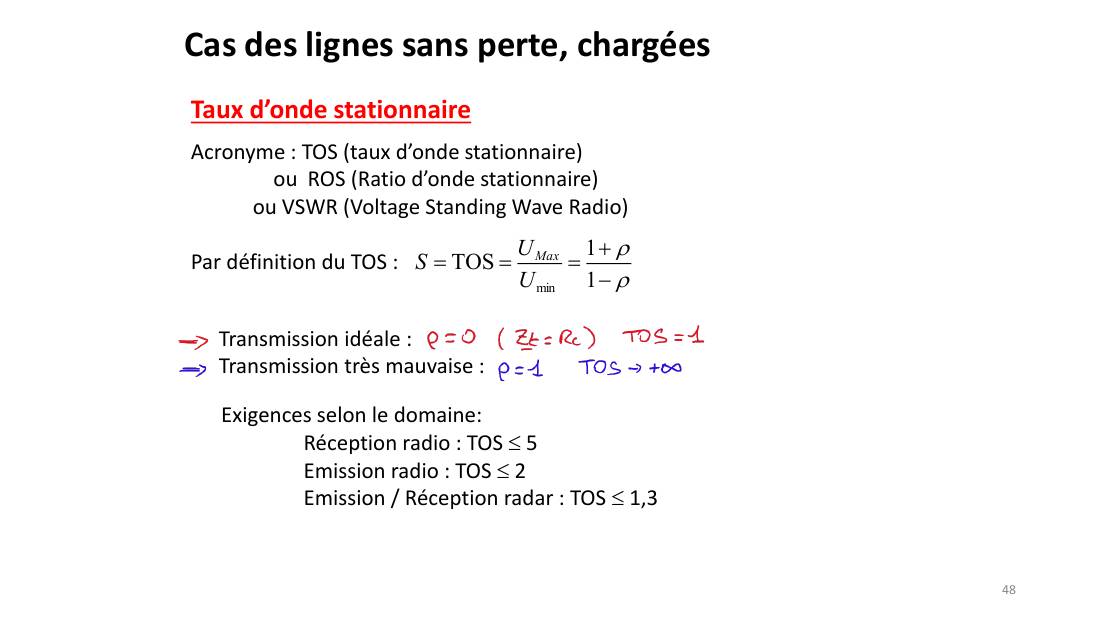 Cas des lignes sans perte, chargées
Taux d’onde stationnaire
Acronyme : TOS (taux d’onde stationnaire)
ou ROS (Ratio d’onde stationnaire)
ou VSWR (Voltage Standing Wave Radio)
Par définition du TOS : S = TOS = U_Max / U_min = (1 + ρ) / (1 − ρ)
→ Transmission idéale : ρ = 0 ( Zt = Rc ) TOS = 1
⇒ Transmission très mauvaise : ρ = 1 TOS → +∞
Exigences selon le domaine:
Réception radio : TOS ≤ 5
Emission radio : TOS ≤ 2
Emission / Réception radar : TOS ≤ 1,3
48